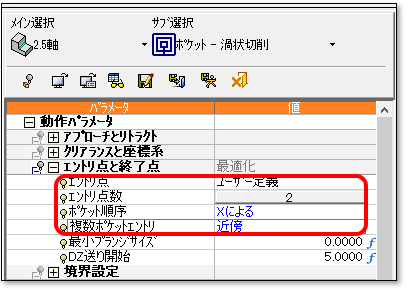 メイン選択
サブ選択
2.5軸
ポケット - 渦状切削
パラメータ
値
動作パラメータ
アプローチとリトラクト
クリアランスと座標系
エントリ点と終了点
最適化
エントリ点
ユーザー定義
エントリ点数
2
ポケット順序
Xによる
複数ポケットエントリ
近傍
最小プランジサイズ
0.0000 f
DZ送り開始
5.0000 f
境界設定